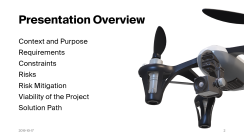 Presentation Overview
Context and Purpose
Requirements
Constraints
Risks
Risk Mitigation
Viability of the Project
Solution Path